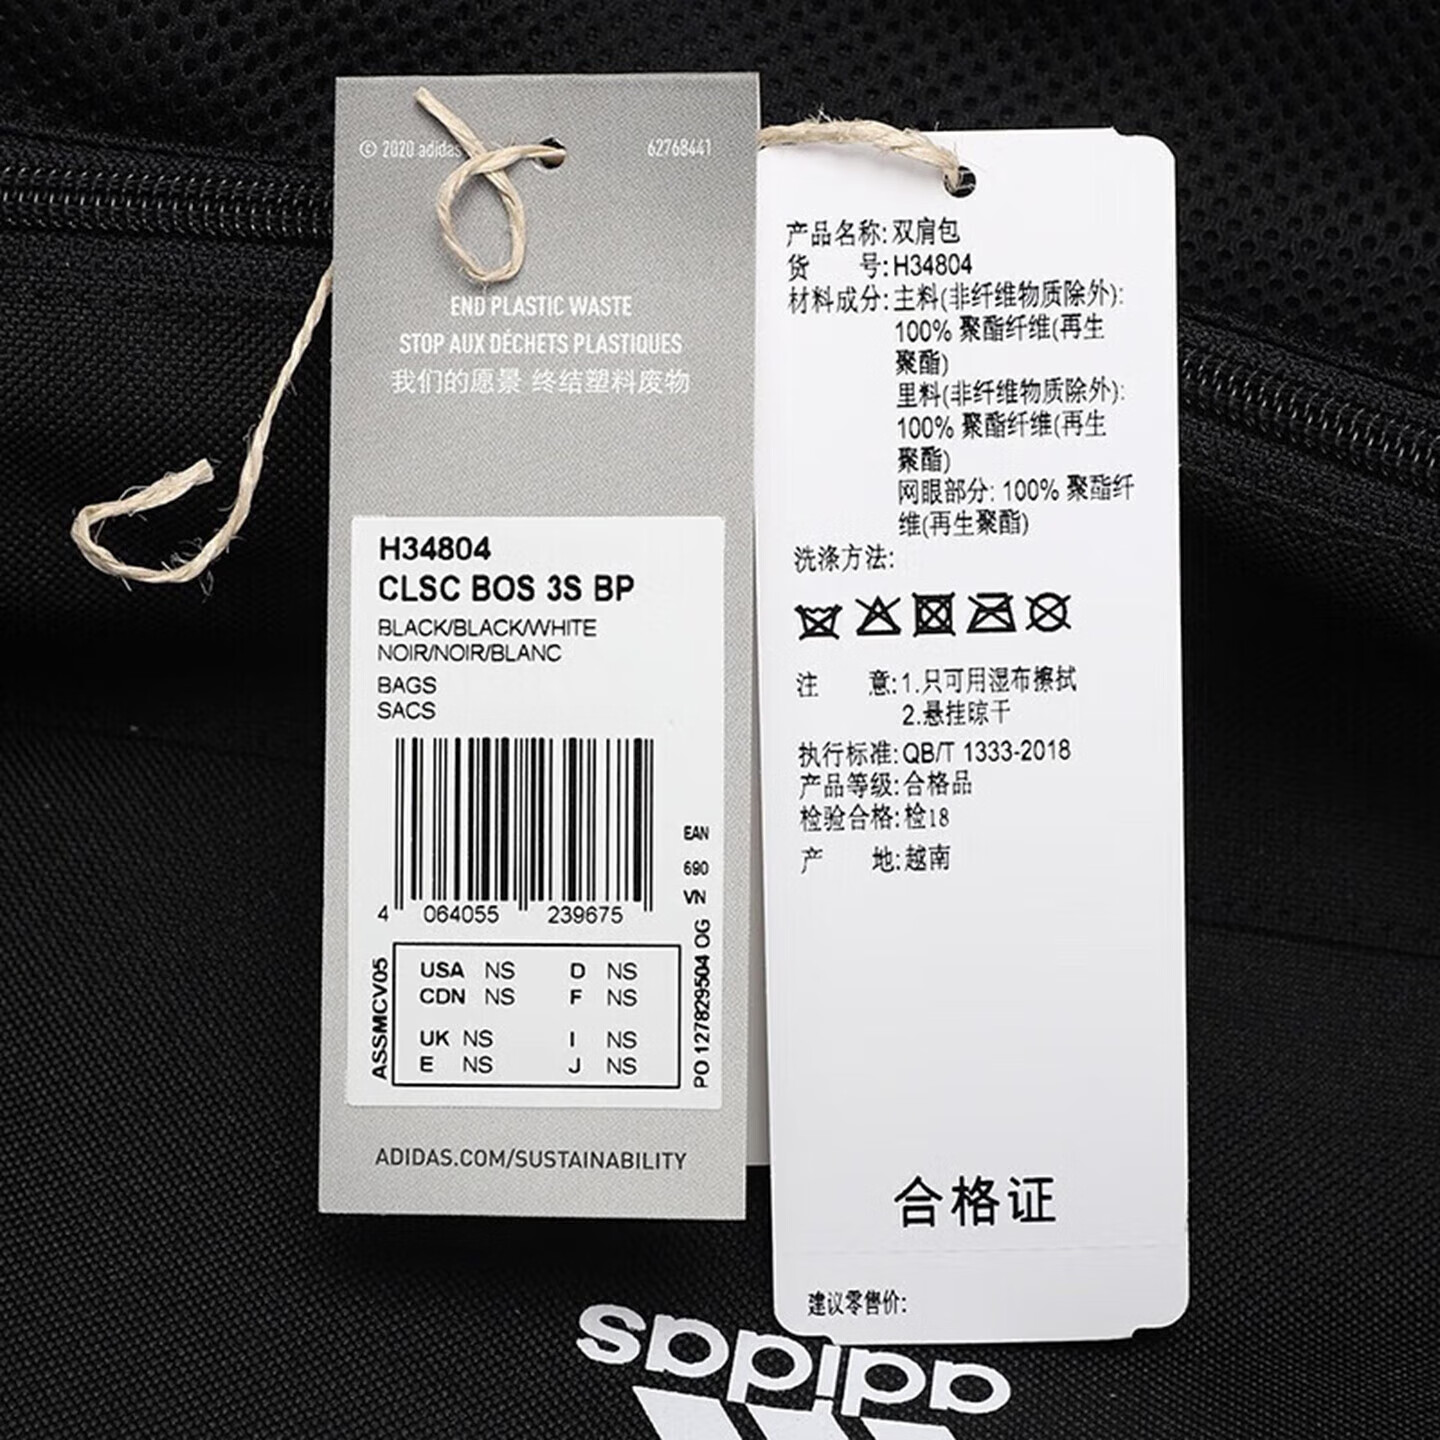 © 2020 adidas
62768441
END PLASTIC WASTE
STOP AUX DÉCHETS PLASTIQUES
我们的愿景 终结塑料废物
H34804
CLSC BOS 3S BP
BLACK/BLACK/WHITE
NOIR/NOIR/BLANC
BAGS
SACS
EAN
690
VN
4 064055 239675
ASSMCV05
USA NS D NS
CDN NS F NS
UK NS I NS
E NS J NS
PO 127829504 OG
ADIDAS.COM/SUSTAINABILITY
产品名称:双肩包
货 号:H34804
材料成分:主料(非纤维物质除外):
100% 聚酯纤维(再生
聚酯)
里料(非纤维物质除外):
100% 聚酯纤维(再生
聚酯)
网眼部分: 100% 聚酯纤
维(再生聚酯)
洗涤方法:
注 意:1.只可用湿布擦拭
2.悬挂晾干
执行标准:QB/T 1333-2018
产品等级:合格品
检验合格:检18
产 地:越南
合格证
建议零售价:
adidas